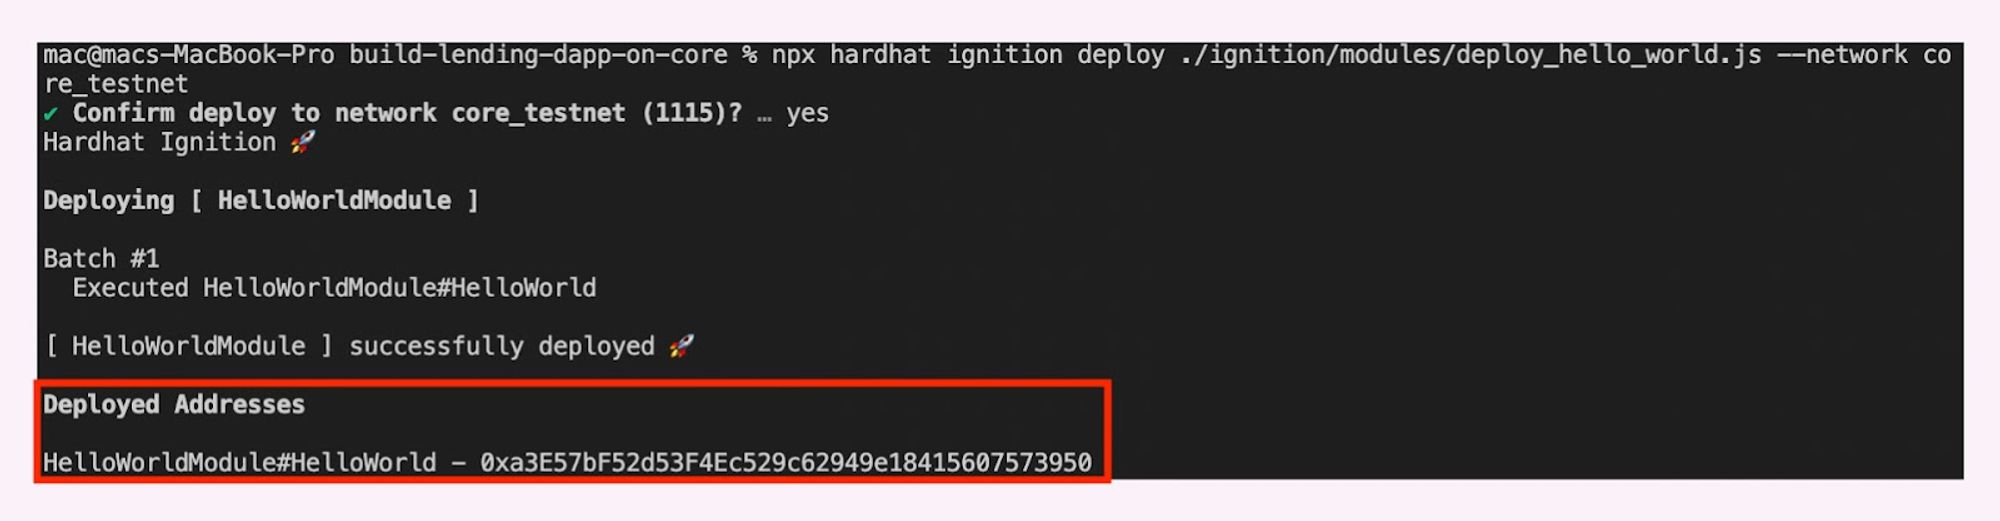 mac@macs-MacBook-Pro build-lending-dapp-on-core % npx hardhat ignition deploy ./ignition/modules/deploy_hello_world.js --network co
re_testnet
✔ Confirm deploy to network core_testnet (1115)? … yes
Hardhat Ignition 🚀
Deploying [ HelloWorldModule ]
Batch #1
Executed HelloWorldModule#HelloWorld
[ HelloWorldModule ] successfully deployed 🚀
Deployed Addresses
HelloWorldModule#HelloWorld - 0xa3E57bF52d53F4Ec529c62949e18415607573950